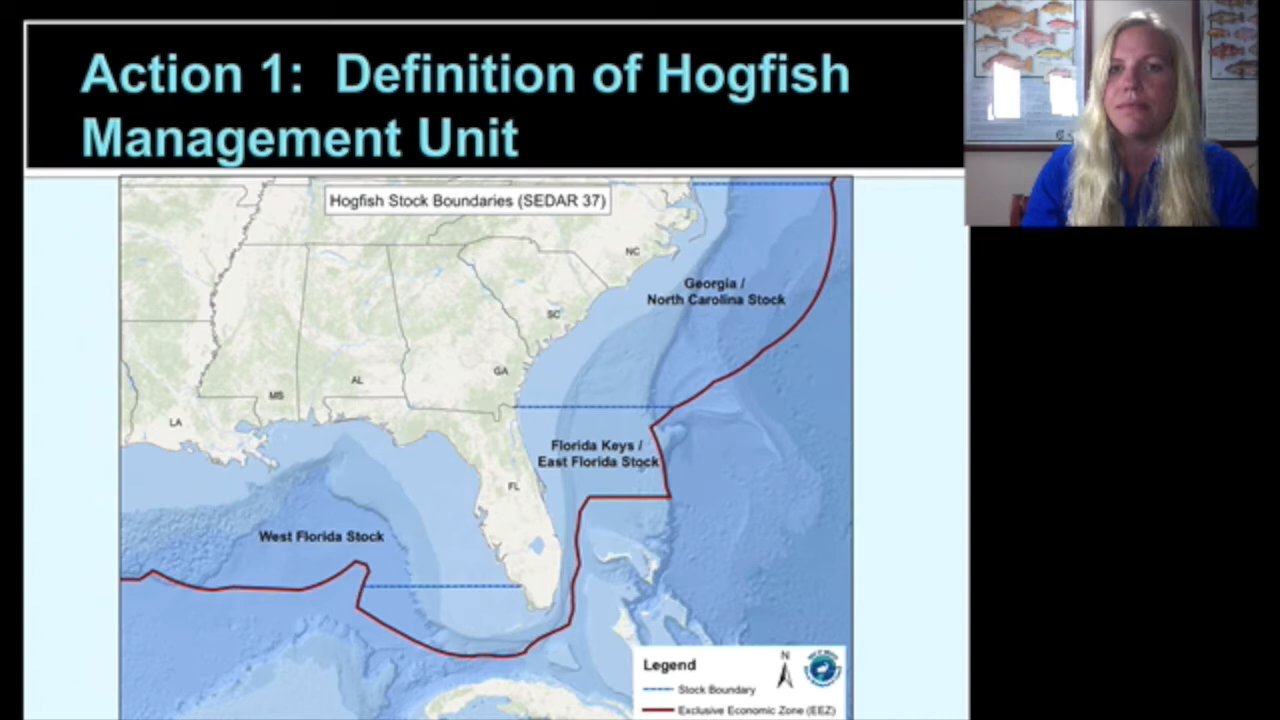 Action 1:  Definition of Hogfish
Management Unit
Hogfish Stock Boundaries (SEDAR 37)
NC
Georgia /
North Carolina Stock
SC
GA
AL
MS
LA
Florida Keys /
East Florida Stock
FL
West Florida Stock
Legend
N
Stock Boundary
Exclusive Economic Zone (EEZ)